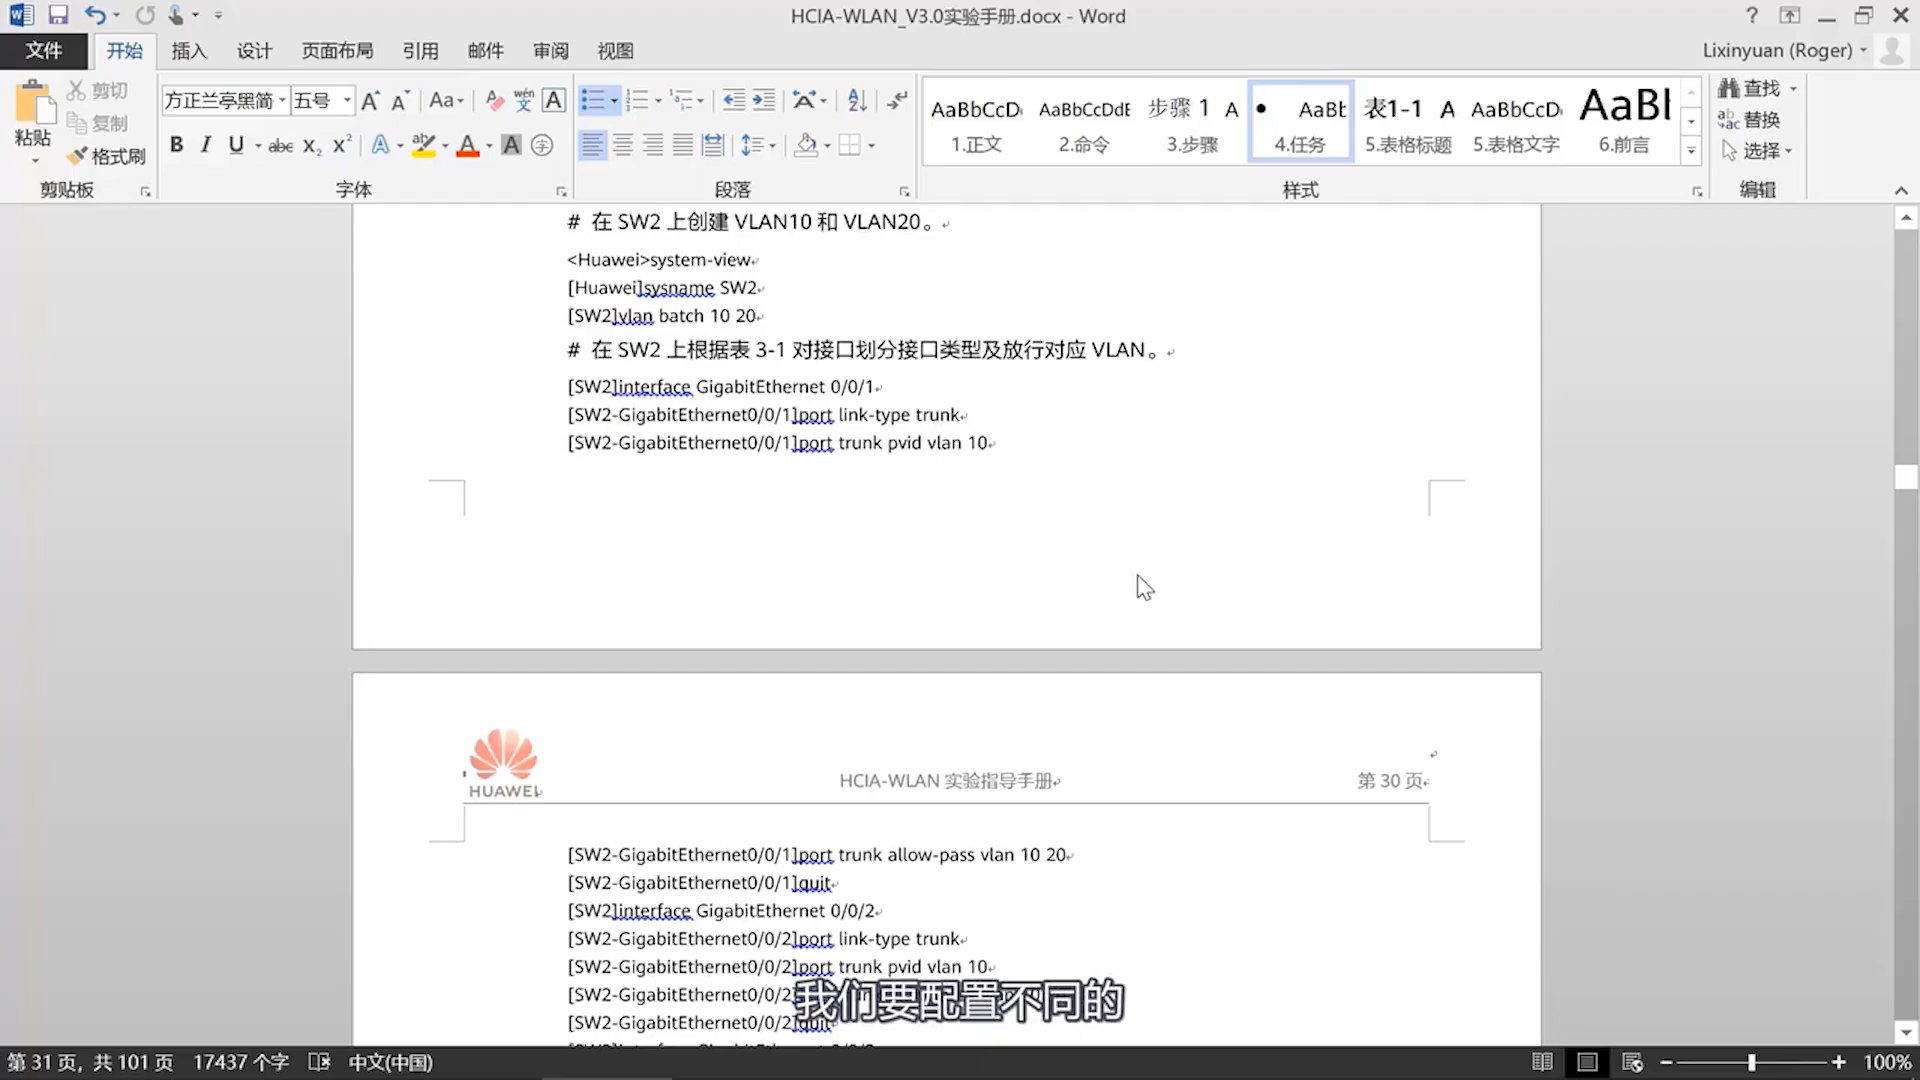 HCIA-WLAN_V3.0实验手册.docx - Word
文件 开始 插入 设计 页面布局 引用 邮件 审阅 视图
Lixinyuan (Roger)
粘贴
剪切
复制
格式刷
剪贴板
方正兰亭黑简 五号
字体
段落
AaBbCcD AaBbCcDdE 步骤 1 A AaBb 表1-1 A AaBbCcD AaBl
1.正文 2.命令 3.步骤 4.任务 5.表格标题 5.表格文字 6.前言
样式
查找
替换
选择
编辑
# 在 SW2 上创建 VLAN10 和 VLAN20。
<Huawei>system-view
[Huawei]sysname SW2
[SW2]vlan batch 10 20
# 在 SW2 上根据表 3-1 对接口划分接口类型及放行对应 VLAN。
[SW2]interface GigabitEthernet 0/0/1
[SW2-GigabitEthernet0/0/1]port link-type trunk
[SW2-GigabitEthernet0/0/1]port trunk pvid vlan 10
HUAWEI
HCIA-WLAN 实验指导手册
第 30 页
[SW2-GigabitEthernet0/0/1]port trunk allow-pass vlan 10 20
[SW2-GigabitEthernet0/0/1]quit
[SW2]interface GigabitEthernet 0/0/2
[SW2-GigabitEthernet0/0/2]port link-type trunk
[SW2-GigabitEthernet0/0/2]port trunk pvid vlan 10
[SW2-GigabitEthernet0/0/2
我们要配置不同的
[SW2-GigabitEthernet0/0/2]quit
第 31 页，共 101 页 17437 个字 中文(中国)
100%